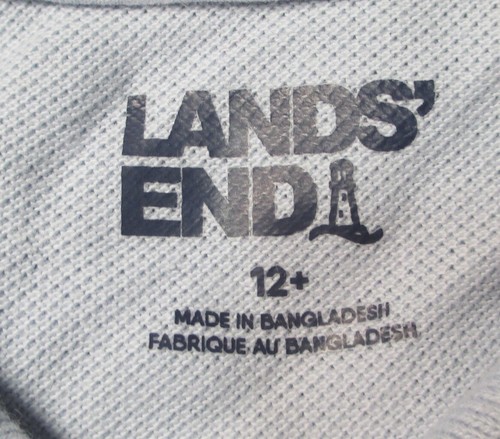 LANDS'
END
12+
MADE IN BANGLADESH
FABRIQUE AU BANGLADESH